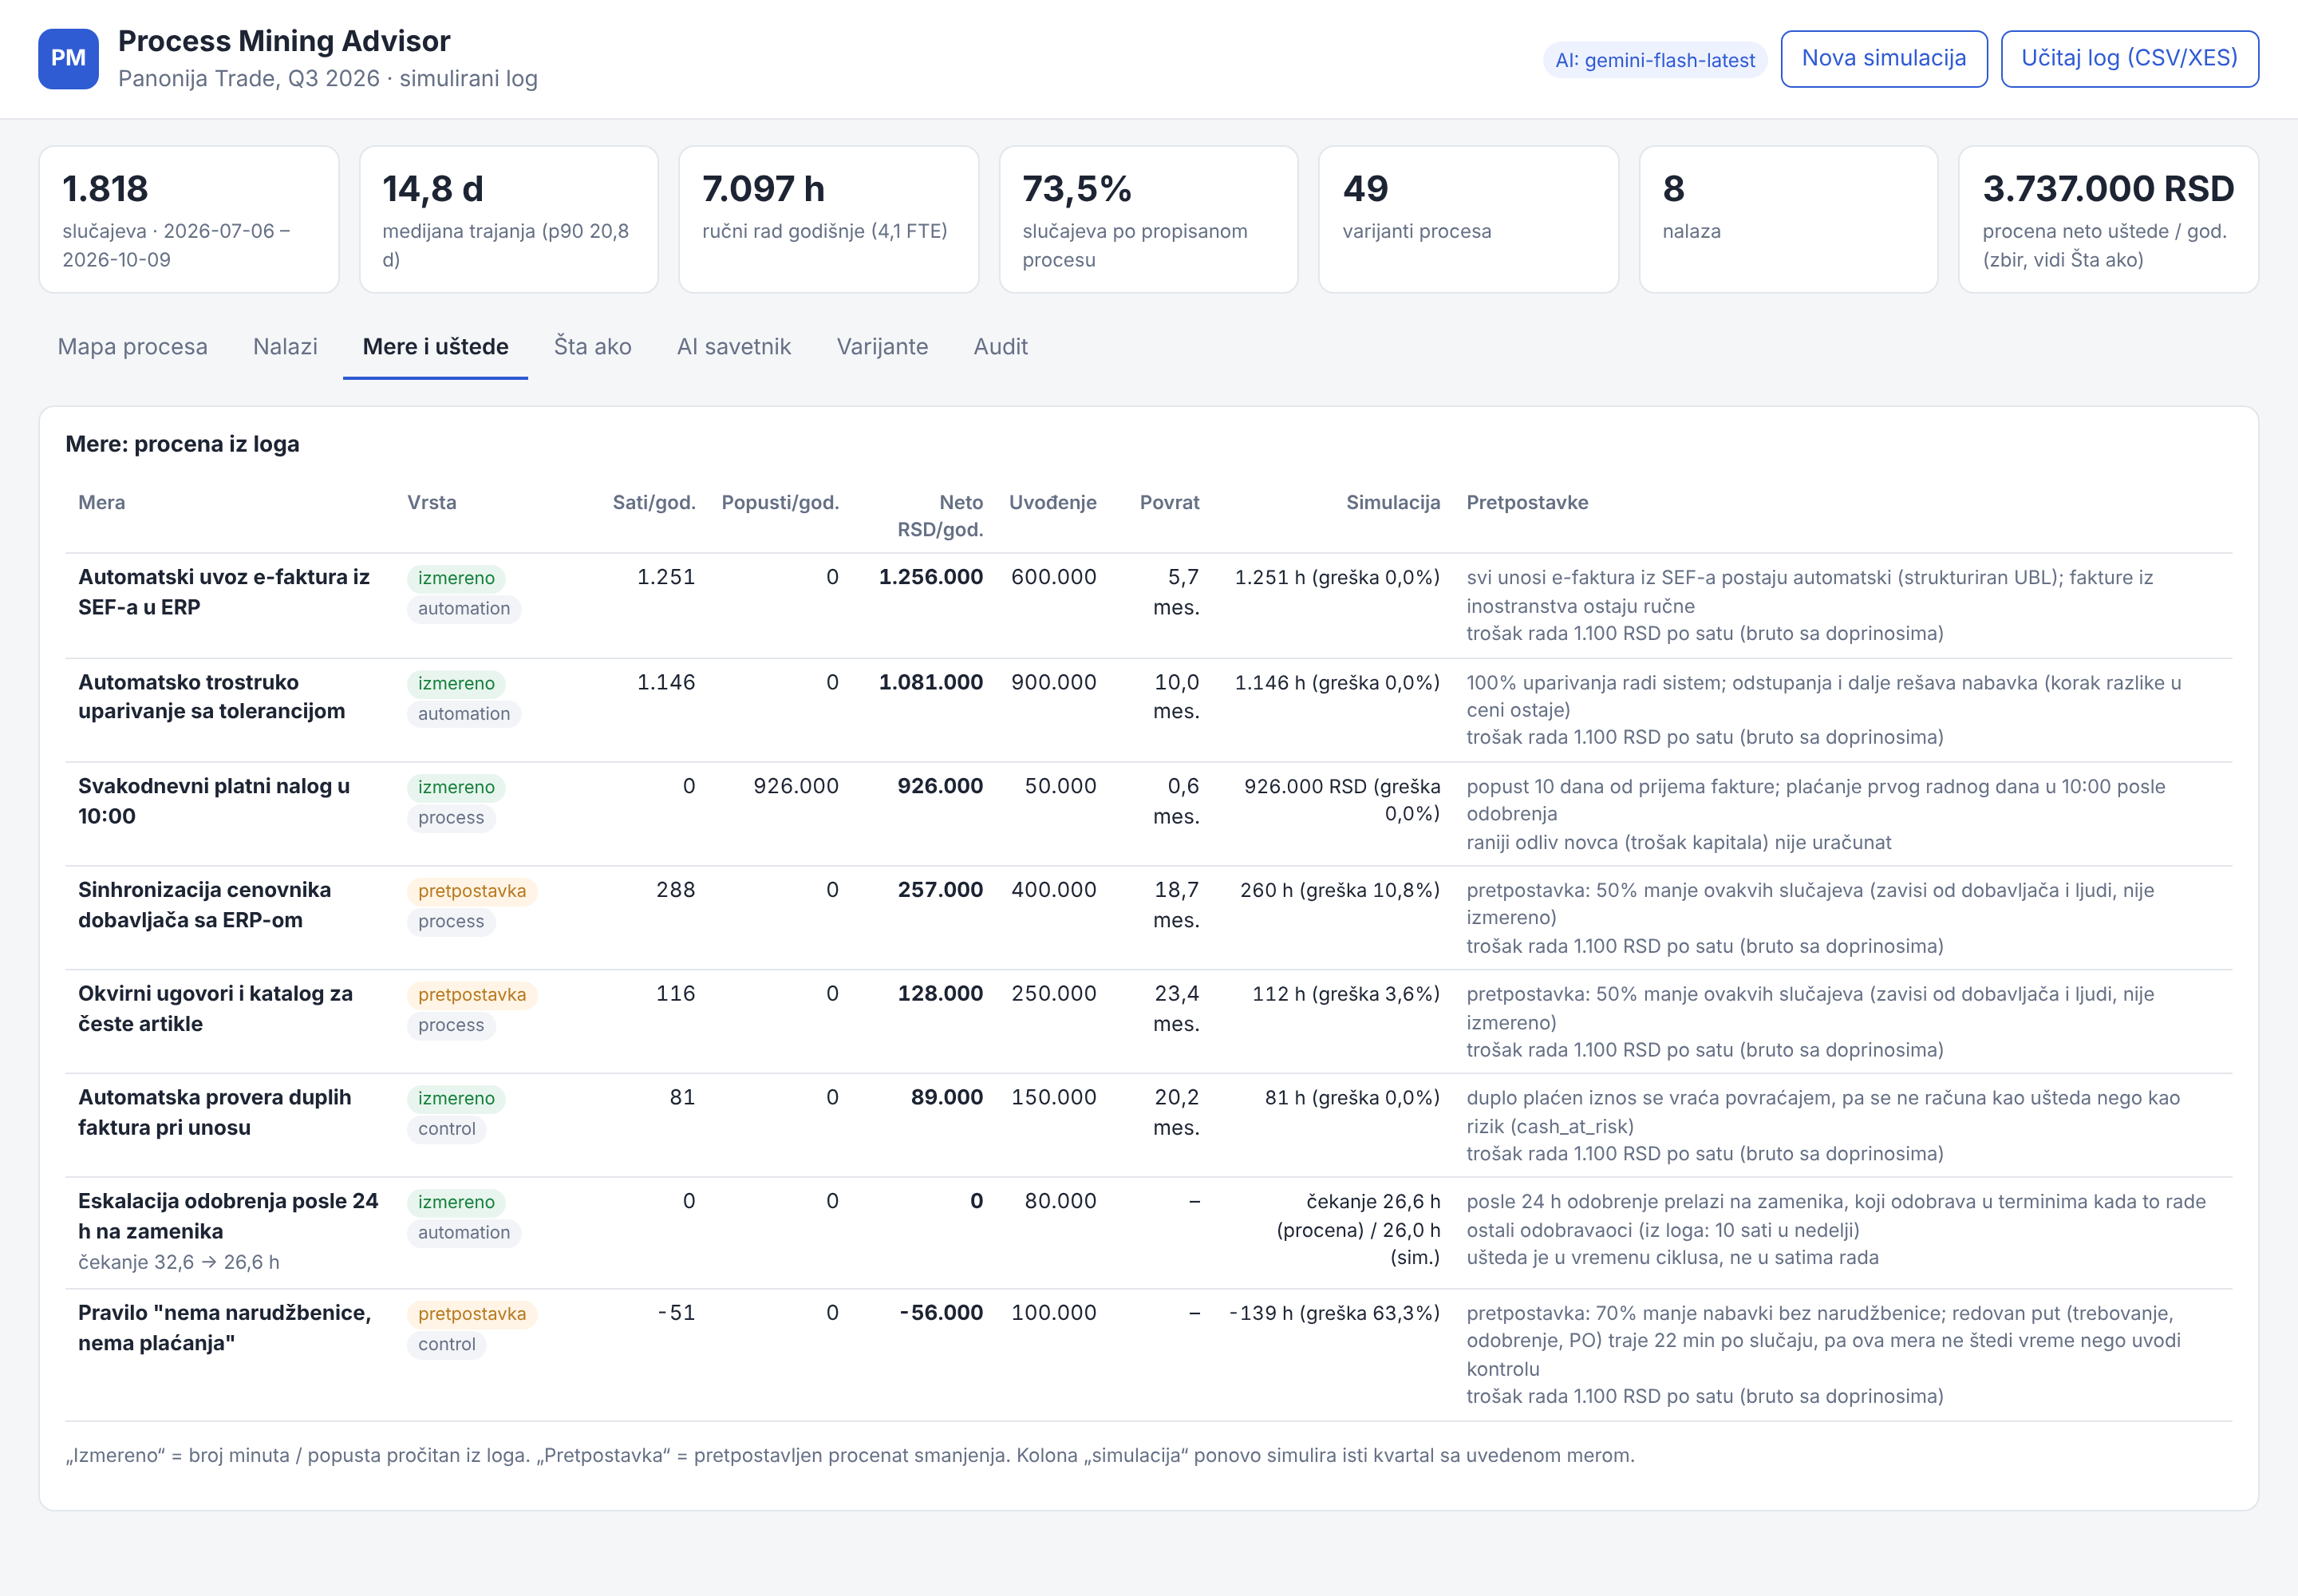 PM
Process Mining Advisor
Panonija Trade, Q3 2026 · simulirani log
AI: gemini-flash-latest
Nova simulacija
Učitaj log (CSV/XES)
1.818
slučajeva · 2026-07-06 –
2026-10-09
14,8 d
medijana trajanja (p90 20,8
d)
7.097 h
ručni rad godišnje (4,1 FTE)
73,5%
slučajeva po propisanom
procesu
49
varijanti procesa
8
nalaza
3.737.000 RSD
procena neto uštede / god.
(zbir, vidi Šta ako)
Mapa procesa
Nalazi
Mere i uštede
Šta ako
AI savetnik
Varijante
Audit
Mere: procena iz loga
Mera
Vrsta
Sati/god.
Popusti/god.
Neto
RSD/god.
Uvođenje
Povrat
Simulacija
Pretpostavke
Automatski uvoz e-faktura iz
SEF-a u ERP
izmereno
automation
1.251
0
1.256.000
600.000
5,7
mes.
1.251 h (greška 0,0%)
svi unosi e-faktura iz SEF-a postaju automatski (strukturiran UBL); fakture iz
inostranstva ostaju ručne
trošak rada 1.100 RSD po satu (bruto sa doprinosima)
Automatsko trostruko
uparivanje sa tolerancijom
izmereno
automation
1.146
0
1.081.000
900.000
10,0
mes.
1.146 h (greška 0,0%)
100% uparivanja radi sistem; odstupanja i dalje rešava nabavka (korak razlike u
ceni ostaje)
trošak rada 1.100 RSD po satu (bruto sa doprinosima)
Svakodnevni platni nalog u
10:00
izmereno
process
0
926.000
926.000
50.000
0,6
mes.
926.000 RSD (greška
0,0%)
popust 10 dana od prijema fakture; plaćanje prvog radnog dana u 10:00 posle
odobrenja
raniji odliv novca (trošak kapitala) nije uračunat
Sinhronizacija cenovnika
dobavljača sa ERP-om
pretpostavka
process
288
0
257.000
400.000
18,7
mes.
260 h (greška 10,8%)
pretpostavka: 50% manje ovakvih slučajeva (zavisi od dobavljača i ljudi, nije
izmereno)
trošak rada 1.100 RSD po satu (bruto sa doprinosima)
Okvirni ugovori i katalog za
česte artikle
pretpostavka
process
116
0
128.000
250.000
23,4
mes.
112 h (greška 3,6%)
pretpostavka: 50% manje ovakvih slučajeva (zavisi od dobavljača i ljudi, nije
izmereno)
trošak rada 1.100 RSD po satu (bruto sa doprinosima)
Automatska provera duplih
faktura pri unosu
izmereno
control
81
0
89.000
150.000
20,2
mes.
81 h (greška 0,0%)
duplo plaćen iznos se vraća povraćajem, pa se ne računa kao ušteda nego kao
rizik (cash_at_risk)
trošak rada 1.100 RSD po satu (bruto sa doprinosima)
Eskalacija odobrenja posle 24
h na zamenika
čekanje 32,6 → 26,6 h
izmereno
automation
0
0
0
80.000
–
čekanje 26,6 h
(procena) / 26,0 h
(sim.)
posle 24 h odobrenje prelazi na zamenika, koji odobrava u terminima kada to rade
ostali odobravaoci (iz loga: 10 sati u nedelji)
ušteda je u vremenu ciklusa, ne u satima rada
Pravilo "nema narudžbenice,
nema plaćanja"
pretpostavka
control
-51
0
-56.000
100.000
–
-139 h (greška 63,3%)
pretpostavka: 70% manje nabavki bez narudžbenice; redovan put (trebovanje,
odobrenje, PO) traje 22 min po slučaju, pa ova mera ne štedi vreme nego uvodi
kontrolu
trošak rada 1.100 RSD po satu (bruto sa doprinosima)
„Izmereno“ = broj minuta / popusta pročitan iz loga. „Pretpostavka“ = pretpostavljen procenat smanjenja. Kolona „simulacija“ ponovo simulira isti kvartal sa uvedenom merom.